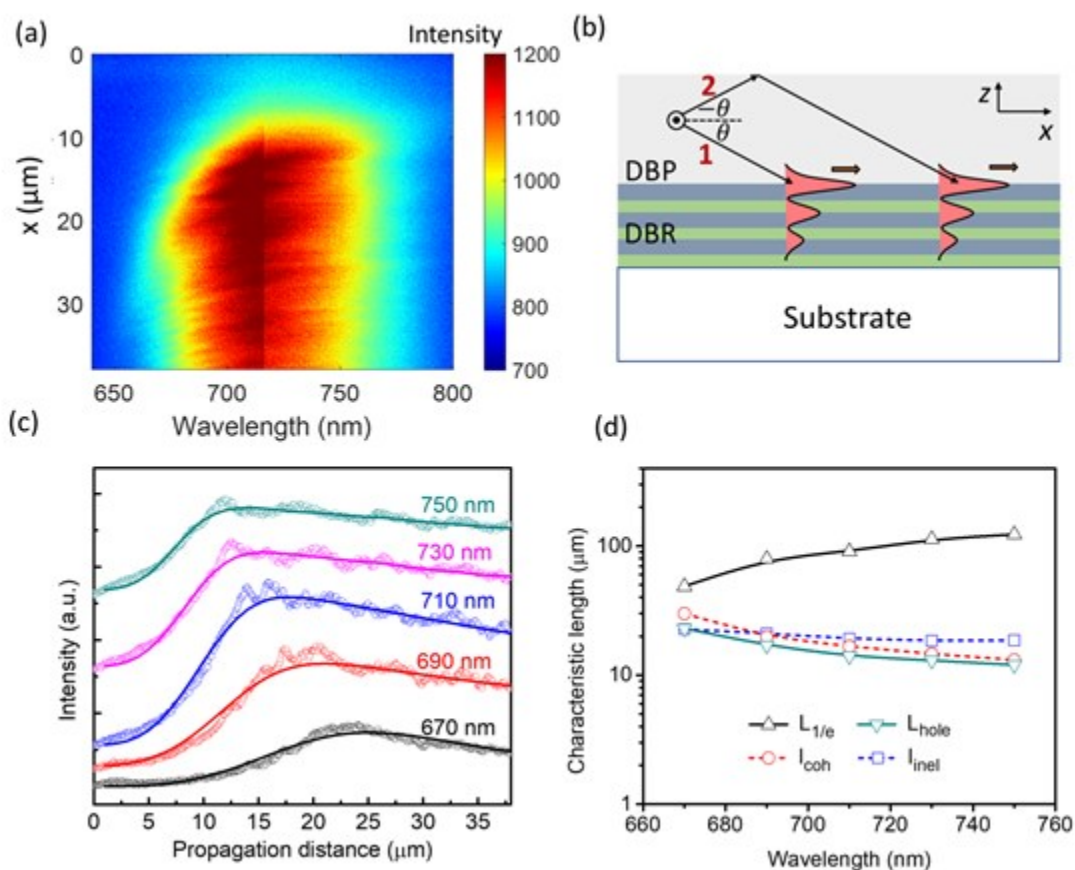 (a)
Intensity
0
10
20
30
x (μm)
650
700
750
800
Wavelength (nm)
1200
1100
1000
900
800
700
(b)
2
−θ
θ
1
z
x
DBP
DBR
Substrate
(c)
750 nm
730 nm
710 nm
690 nm
670 nm
Intensity (a.u.)
0 5 10 15 20 25 30 35
Propagation distance (μm)
(d)
100
10
1
Characteristic length (μm)
L1/e
Lhole
lcoh
linel
660 680 700 720 740 760
Wavelength (nm)